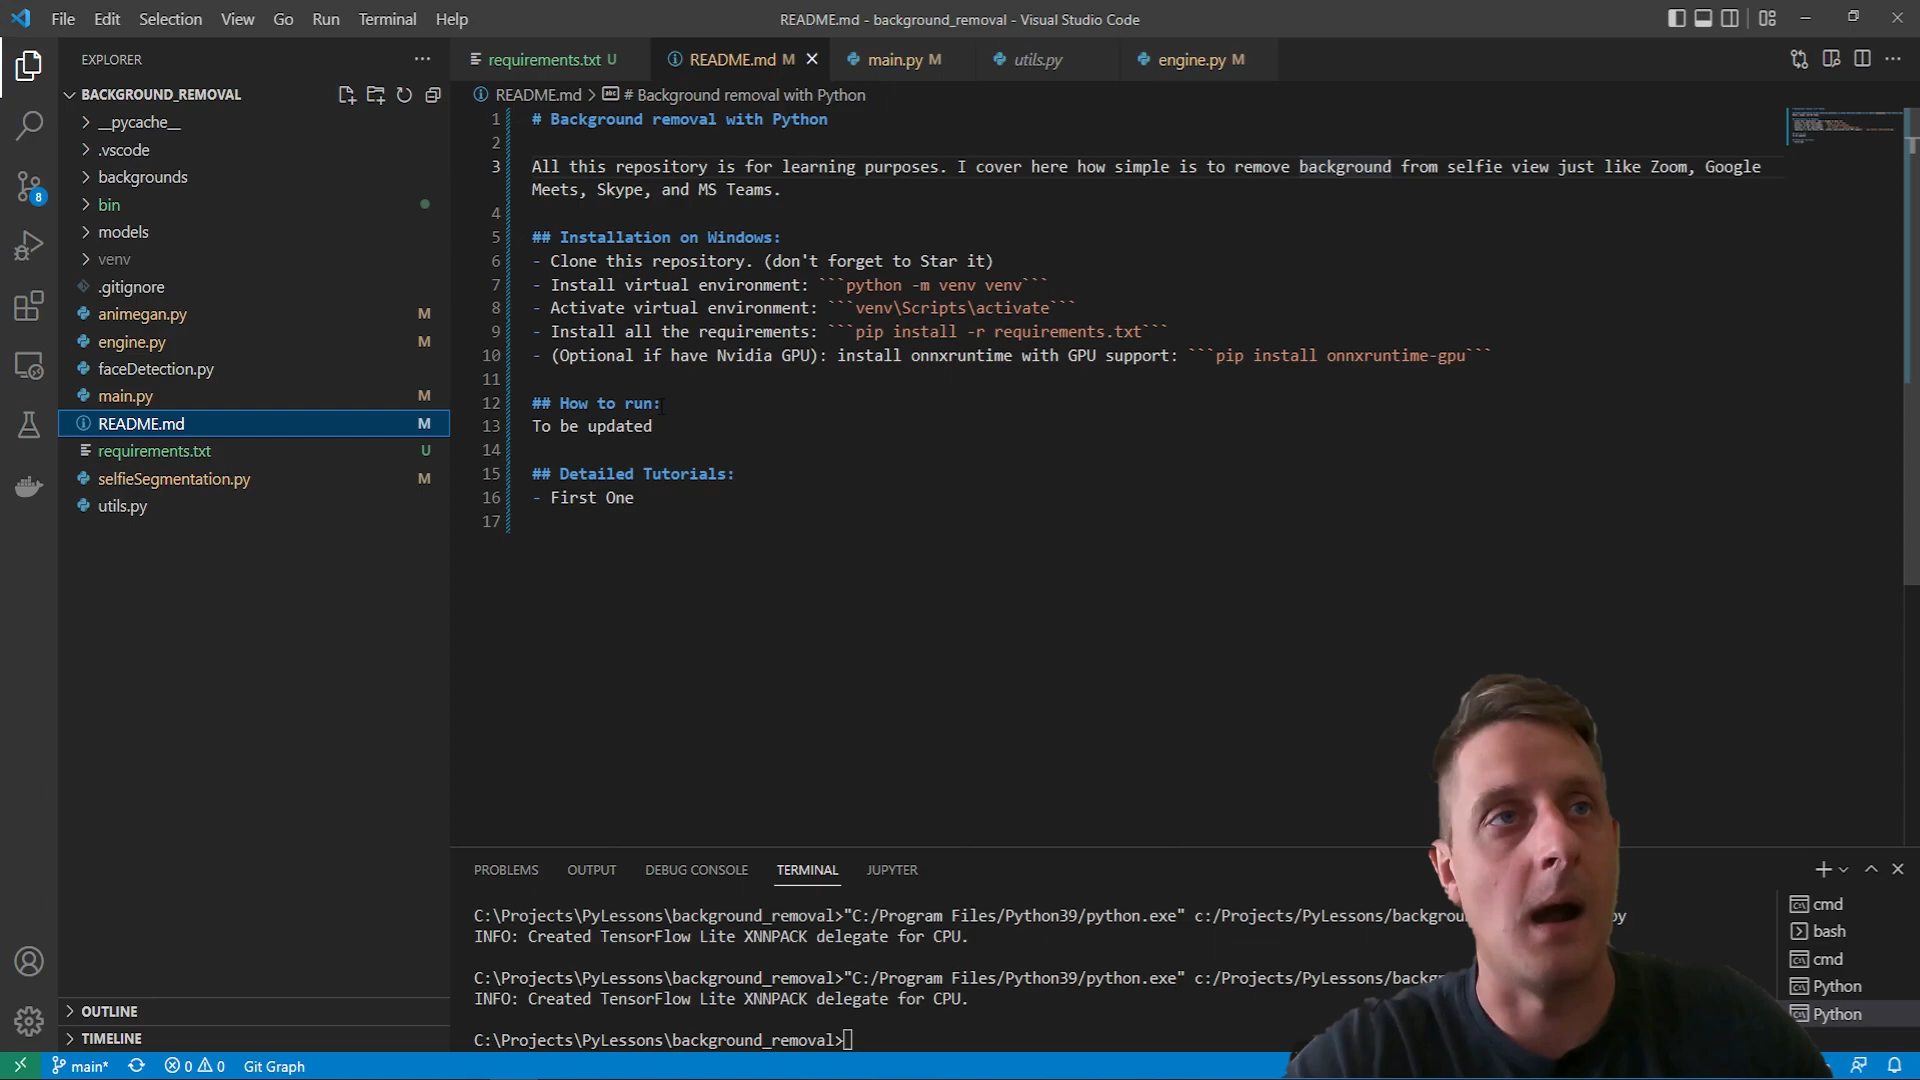 File Edit Selection View Go Run Terminal Help
README.md - background_removal - Visual Studio Code
EXPLORER
requirements.txt U
README.md M
main.py M
utils.py
engine.py M
BACKGROUND_REMOVAL
__pycache__
.vscode
backgrounds
bin
models
venv
.gitignore
animegan.py M
engine.py M
faceDetection.py
main.py M
README.md M
requirements.txt U
selfieSegmentation.py M
utils.py
8
README.md > # Background removal with Python
1 # Background removal with Python
2
3 All this repository is for learning purposes. I cover here how simple is to remove background from selfie view just like Zoom, Google
Meets, Skype, and MS Teams.
4
5 ## Installation on Windows:
6 - Clone this repository. (don't forget to Star it)
7 - Install virtual environment: ```python -m venv venv```
8 - Activate virtual environment: ```venv\Scripts\activate```
9 - Install all the requirements: ```pip install -r requirements.txt```
10 - (Optional if have Nvidia GPU): install onnxruntime with GPU support: ```pip install onnxruntime-gpu```
11
12 ## How to run:
13 To be updated
14
15 ## Detailed Tutorials:
16 - First One
17
PROBLEMS OUTPUT DEBUG CONSOLE TERMINAL JUPYTER
C:\Projects\PyLessons\background_removal>"C:/Program Files/Python39/python.exe" c:/Projects/PyLessons/backgrou py
INFO: Created TensorFlow Lite XNNPACK delegate for CPU.
C:\Projects\PyLessons\background_removal>"C:/Program Files/Python39/python.exe" c:/Projects/PyLessons/backg
INFO: Created TensorFlow Lite XNNPACK delegate for CPU.
C:\Projects\PyLessons\background_removal>
cmd
bash
cmd
Python
Python
OUTLINE
TIMELINE
main* 0 0 Git Graph